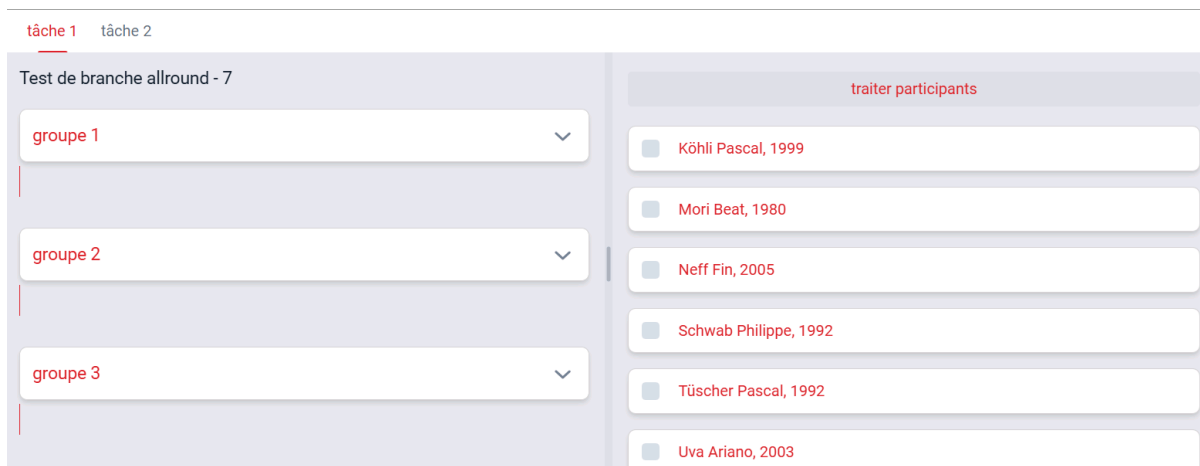 tâche 1 tâche 2
Test de branche allround - 7
groupe 1
groupe 2
groupe 3
traiter participants
Köhli Pascal, 1999
Mori Beat, 1980
Neff Fin, 2005
Schwab Philippe, 1992
Tüscher Pascal, 1992
Uva Ariano, 2003